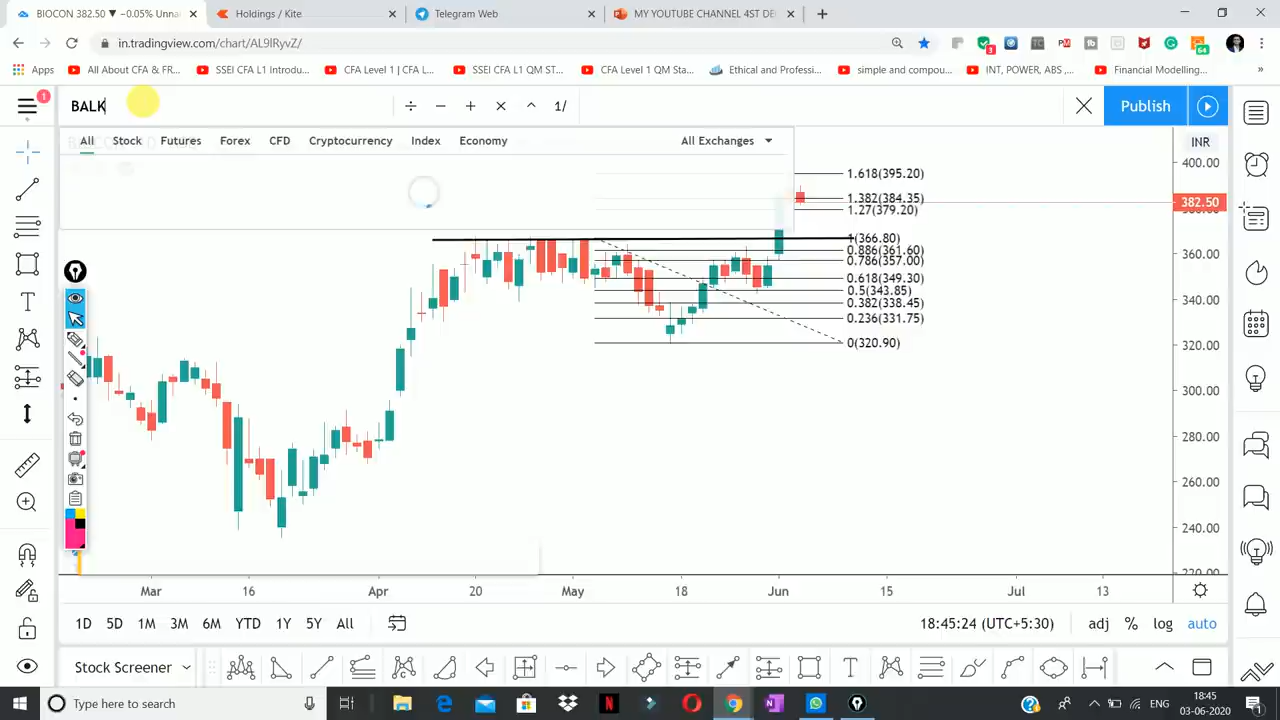 BIOCON 382.50 ▼ −0.05% Unna
Holdings / Kite
Telegram Web
MY YOUTUBE CHANNEL 4ST DE
in.tradingview.com/chart/AL9lRyvZ/
Apps
All About CFA & FR...
SSEI CFA L1 Introdu...
CFA Level 1 | CFA L...
SSEI CFA L1 QM ST...
CFA Level 1 QM Sta...
Ethical and Professi...
simple and compou...
INT, POWER, ABS ,...
Financial Modelling...
»
1
BALK
÷ − + × ^ 1/
Publish
All
Stock
Futures
Forex
CFD
Cryptocurrency
Index
Economy
All Exchanges
INR
400.00
382.50
360.00
340.00
320.00
300.00
280.00
260.00
240.00
1.618(395.20)
1.382(384.35)
1.27(379.20)
1(366.80)
0.886(361.60)
0.786(357.00)
0.618(349.30)
0.5(343.85)
0.382(338.45)
0.236(331.75)
0(320.90)
Mar
16
Apr
20
May
18
Jun
15
Jul
13
1D 5D 1M 3M 6M YTD 1Y 5Y All
18:45:24 (UTC+5:30)
adj % log auto
Stock Screener
Type here to search
ENG
18:45
03-06-2020